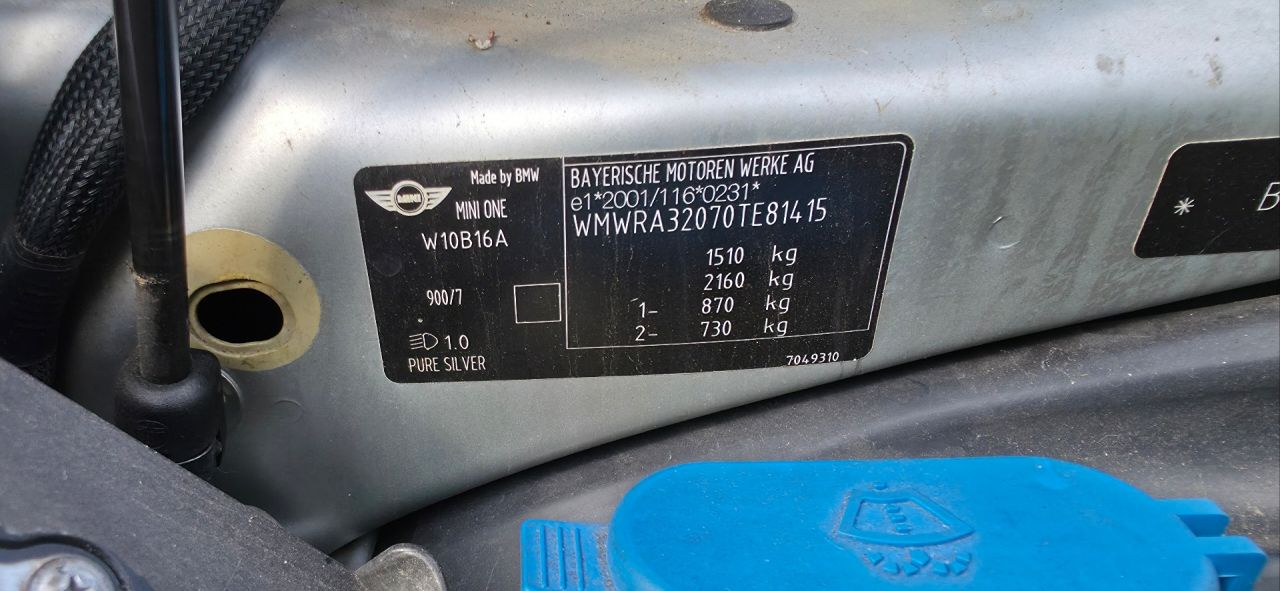 Made by BMW
MINI
MINI ONE
W10B16A
900/7
1.0
PURE SILVER
BAYERISCHE MOTOREN WERKE AG
e1*2001/116*0231*
WMWRA32070TE81415
1510 kg
2160 kg
1- 870 kg
2- 730 kg
7049310
* B